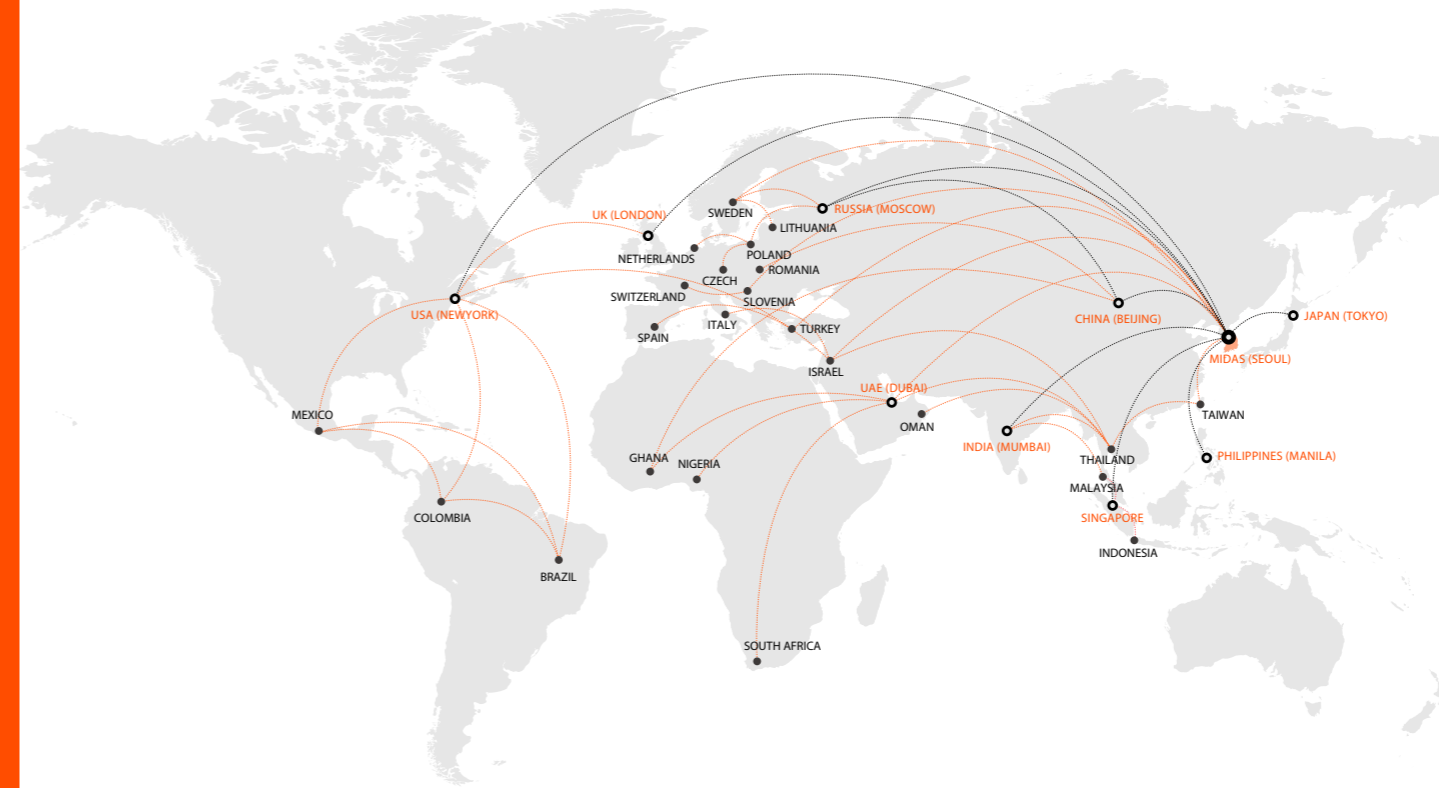 UK (LONDON)
SWEDEN
RUSSIA (MOSCOW)
LITHUANIA
NETHERLANDS
POLAND
ROMANIA
CZECH
SWITZERLAND
SLOVENIA
USA (NEWYORK)
ITALY
TURKEY
SPAIN
CHINA (BEIJING)
JAPAN (TOKYO)
MIDAS (SEOUL)
ISRAEL
UAE (DUBAI)
MEXICO
OMAN
TAIWAN
INDIA (MUMBAI)
PHILIPPINES (MANILA)
GHANA
NIGERIA
THAILAND
MALAYSIA
COLOMBIA
SINGAPORE
INDONESIA
BRAZIL
SOUTH AFRICA